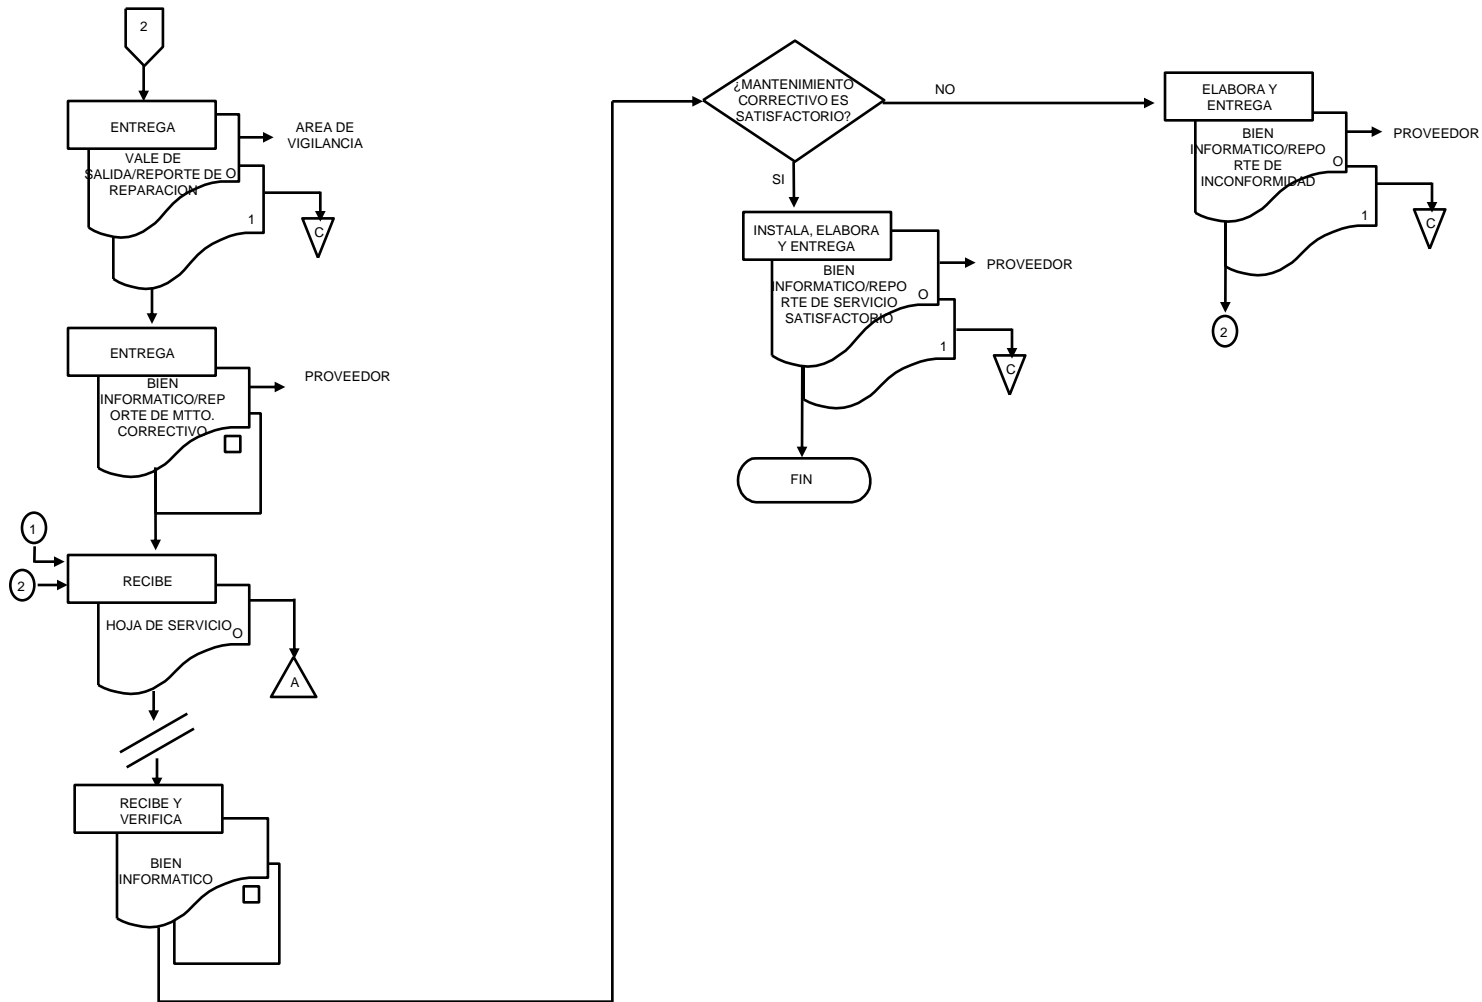 2
ENTREGA
AREA DE
VIGILANCIA
VALE DE
SALIDA/REPORTE DE
REPARACION
O
1
C
ENTREGA
PROVEEDOR
BIEN
INFORMATICO/REP
ORTE DE MTTO.
CORRECTIVO
1
2
RECIBE
HOJA DE SERVICIO
O
A
RECIBE Y
VERIFICA
BIEN
INFORMATICO
¿MANTENIMIENTO
CORRECTIVO ES
SATISFACTORIO?
NO
SI
INSTALA, ELABORA
Y ENTREGA
PROVEEDOR
BIEN
INFORMATICO/REPO
RTE DE SERVICIO
SATISFACTORIO
O
1
C
FIN
ELABORA Y
ENTREGA
PROVEEDOR
BIEN
INFORMATICO/REPO
RTE DE
INCONFORMIDAD
O
1
C
2